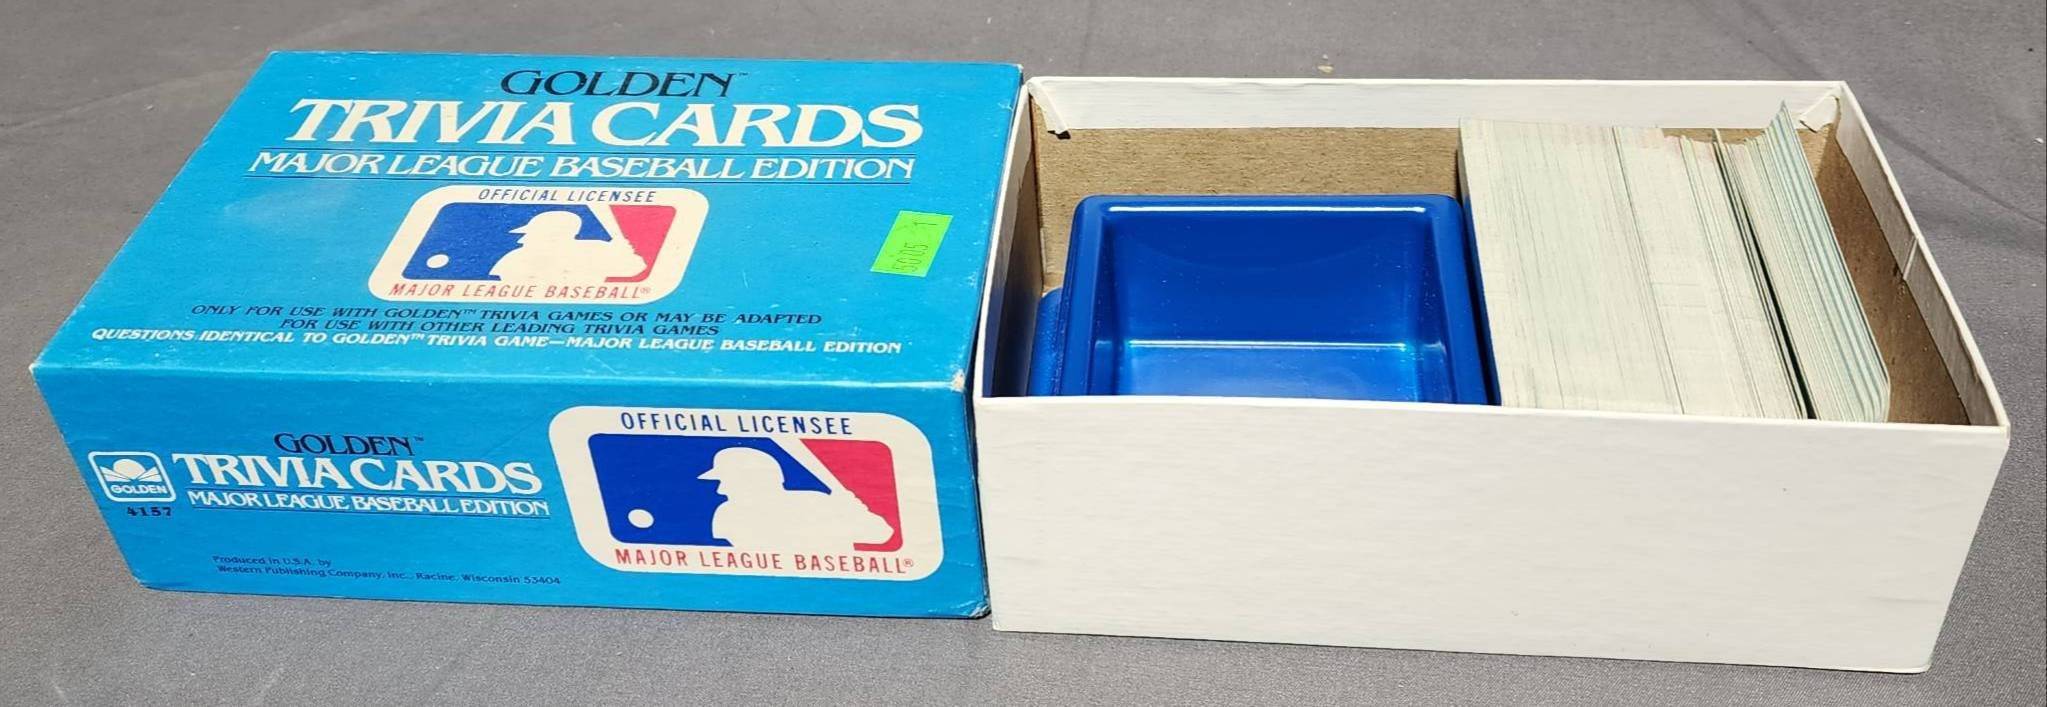 GOLDEN™
TRIVIA CARDS
MAJOR LEAGUE BASEBALL EDITION
OFFICIAL LICENSEE
MAJOR LEAGUE BASEBALL®
ONLY FOR USE WITH GOLDEN™ TRIVIA GAMES OR MAY BE ADAPTED
FOR USE WITH OTHER LEADING TRIVIA GAMES
QUESTIONS IDENTICAL TO GOLDEN™ TRIVIA GAME—MAJOR LEAGUE BASEBALL EDITION
GOLDEN™
TRIVIA CARDS
MAJOR LEAGUE BASEBALL EDITION
GOLDEN
4157
Produced in U.S.A. by
Western Publishing Company, Inc., Racine, Wisconsin 53404
OFFICIAL LICENSEE
MAJOR LEAGUE BASEBALL®